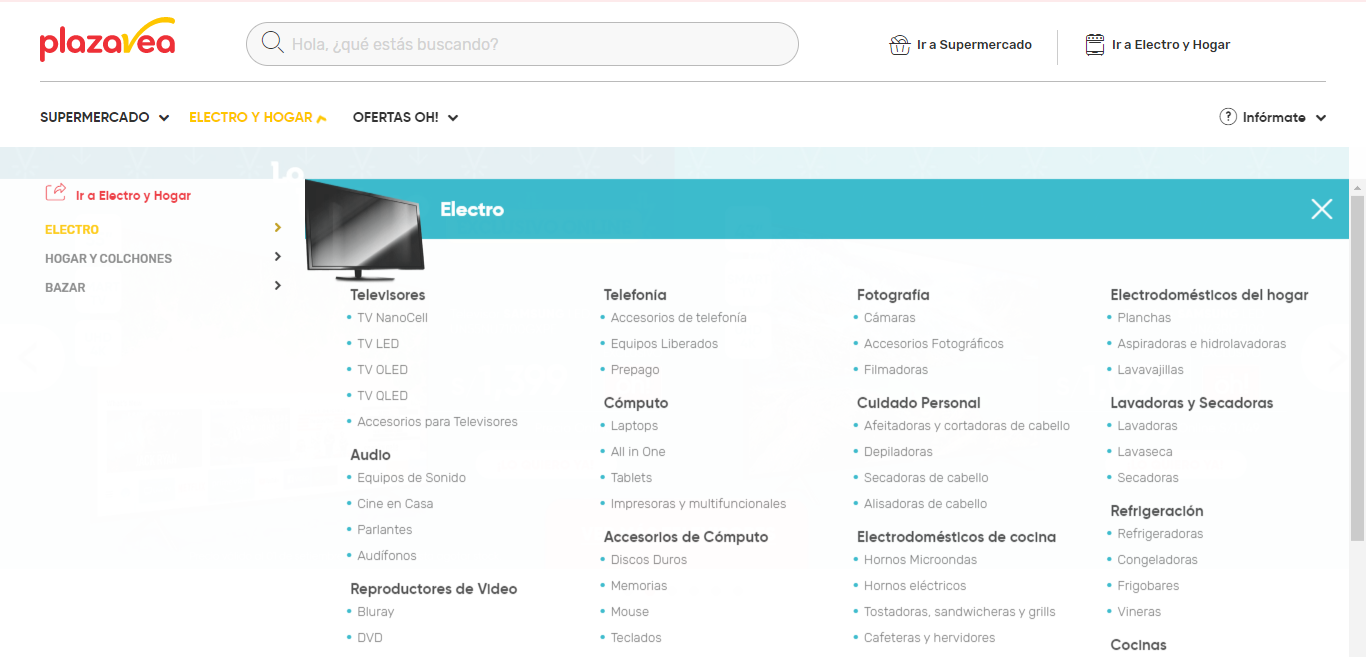 plazavea
Hola, ¿qué estás buscando?
Ir a Supermercado
Ir a Electro y Hogar
SUPERMERCADO
ELECTRO Y HOGAR
OFERTAS OH!
? Infórmate
lo
Ir a Electro y Hogar
ELECTRO
HOGAR Y COLCHONES
BAZAR
Electro
Televisores
TV NanoCell
TV LED
TV OLED
TV OLED
Accesorios para Televisores
Audio
Equipos de Sonido
Cine en Casa
Parlantes
Audífonos
Reproductores de Video
Bluray
DVD
Telefonía
Accesorios de telefonía
Equipos Liberados
Prepago
Cómputo
Laptops
All in One
Tablets
Impresoras y multifuncionales
Accesorios de Cómputo
Discos Duros
Memorias
Mouse
Teclados
Fotografía
Cámaras
Accesorios Fotográficos
Filmadoras
Cuidado Personal
Afeitadoras y cortadoras de cabello
Depiladoras
Secadoras de cabello
Alisadoras de cabello
Electrodomésticos de cocina
Hornos Microondas
Hornos eléctricos
Tostadoras, sandwicheras y grills
Cafeteras y hervidores
Electrodomésticos del hogar
Planchas
Aspiradoras e hidrolavadoras
Lavavajillas
Lavadoras y Secadoras
Lavadoras
Lavaseca
Secadoras
Refrigeración
Refrigeradoras
Congeladoras
Frigobares
Vineras
Cocinas